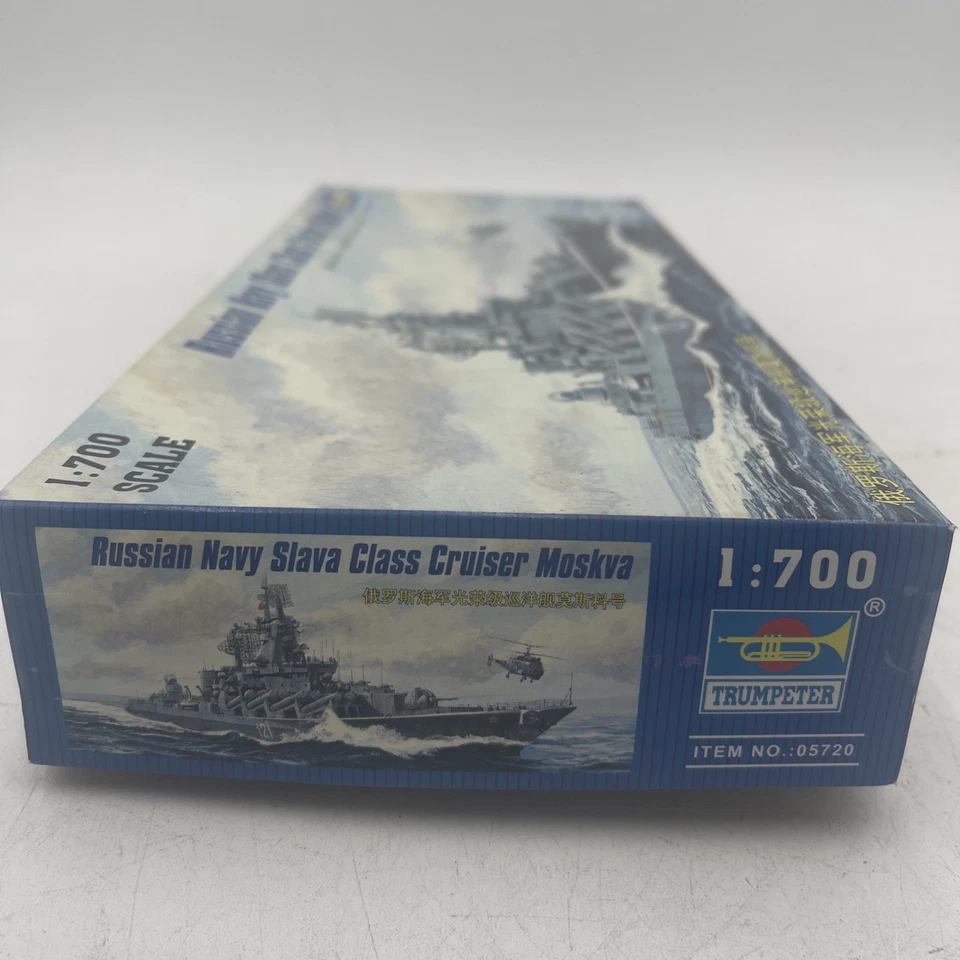 1:700
SCALE
Russian Navy Slava Class Cruiser Moskva
俄罗斯海军光荣级巡洋舰莫斯科号
1:700
®
TRUMPETER
ITEM NO.:05720